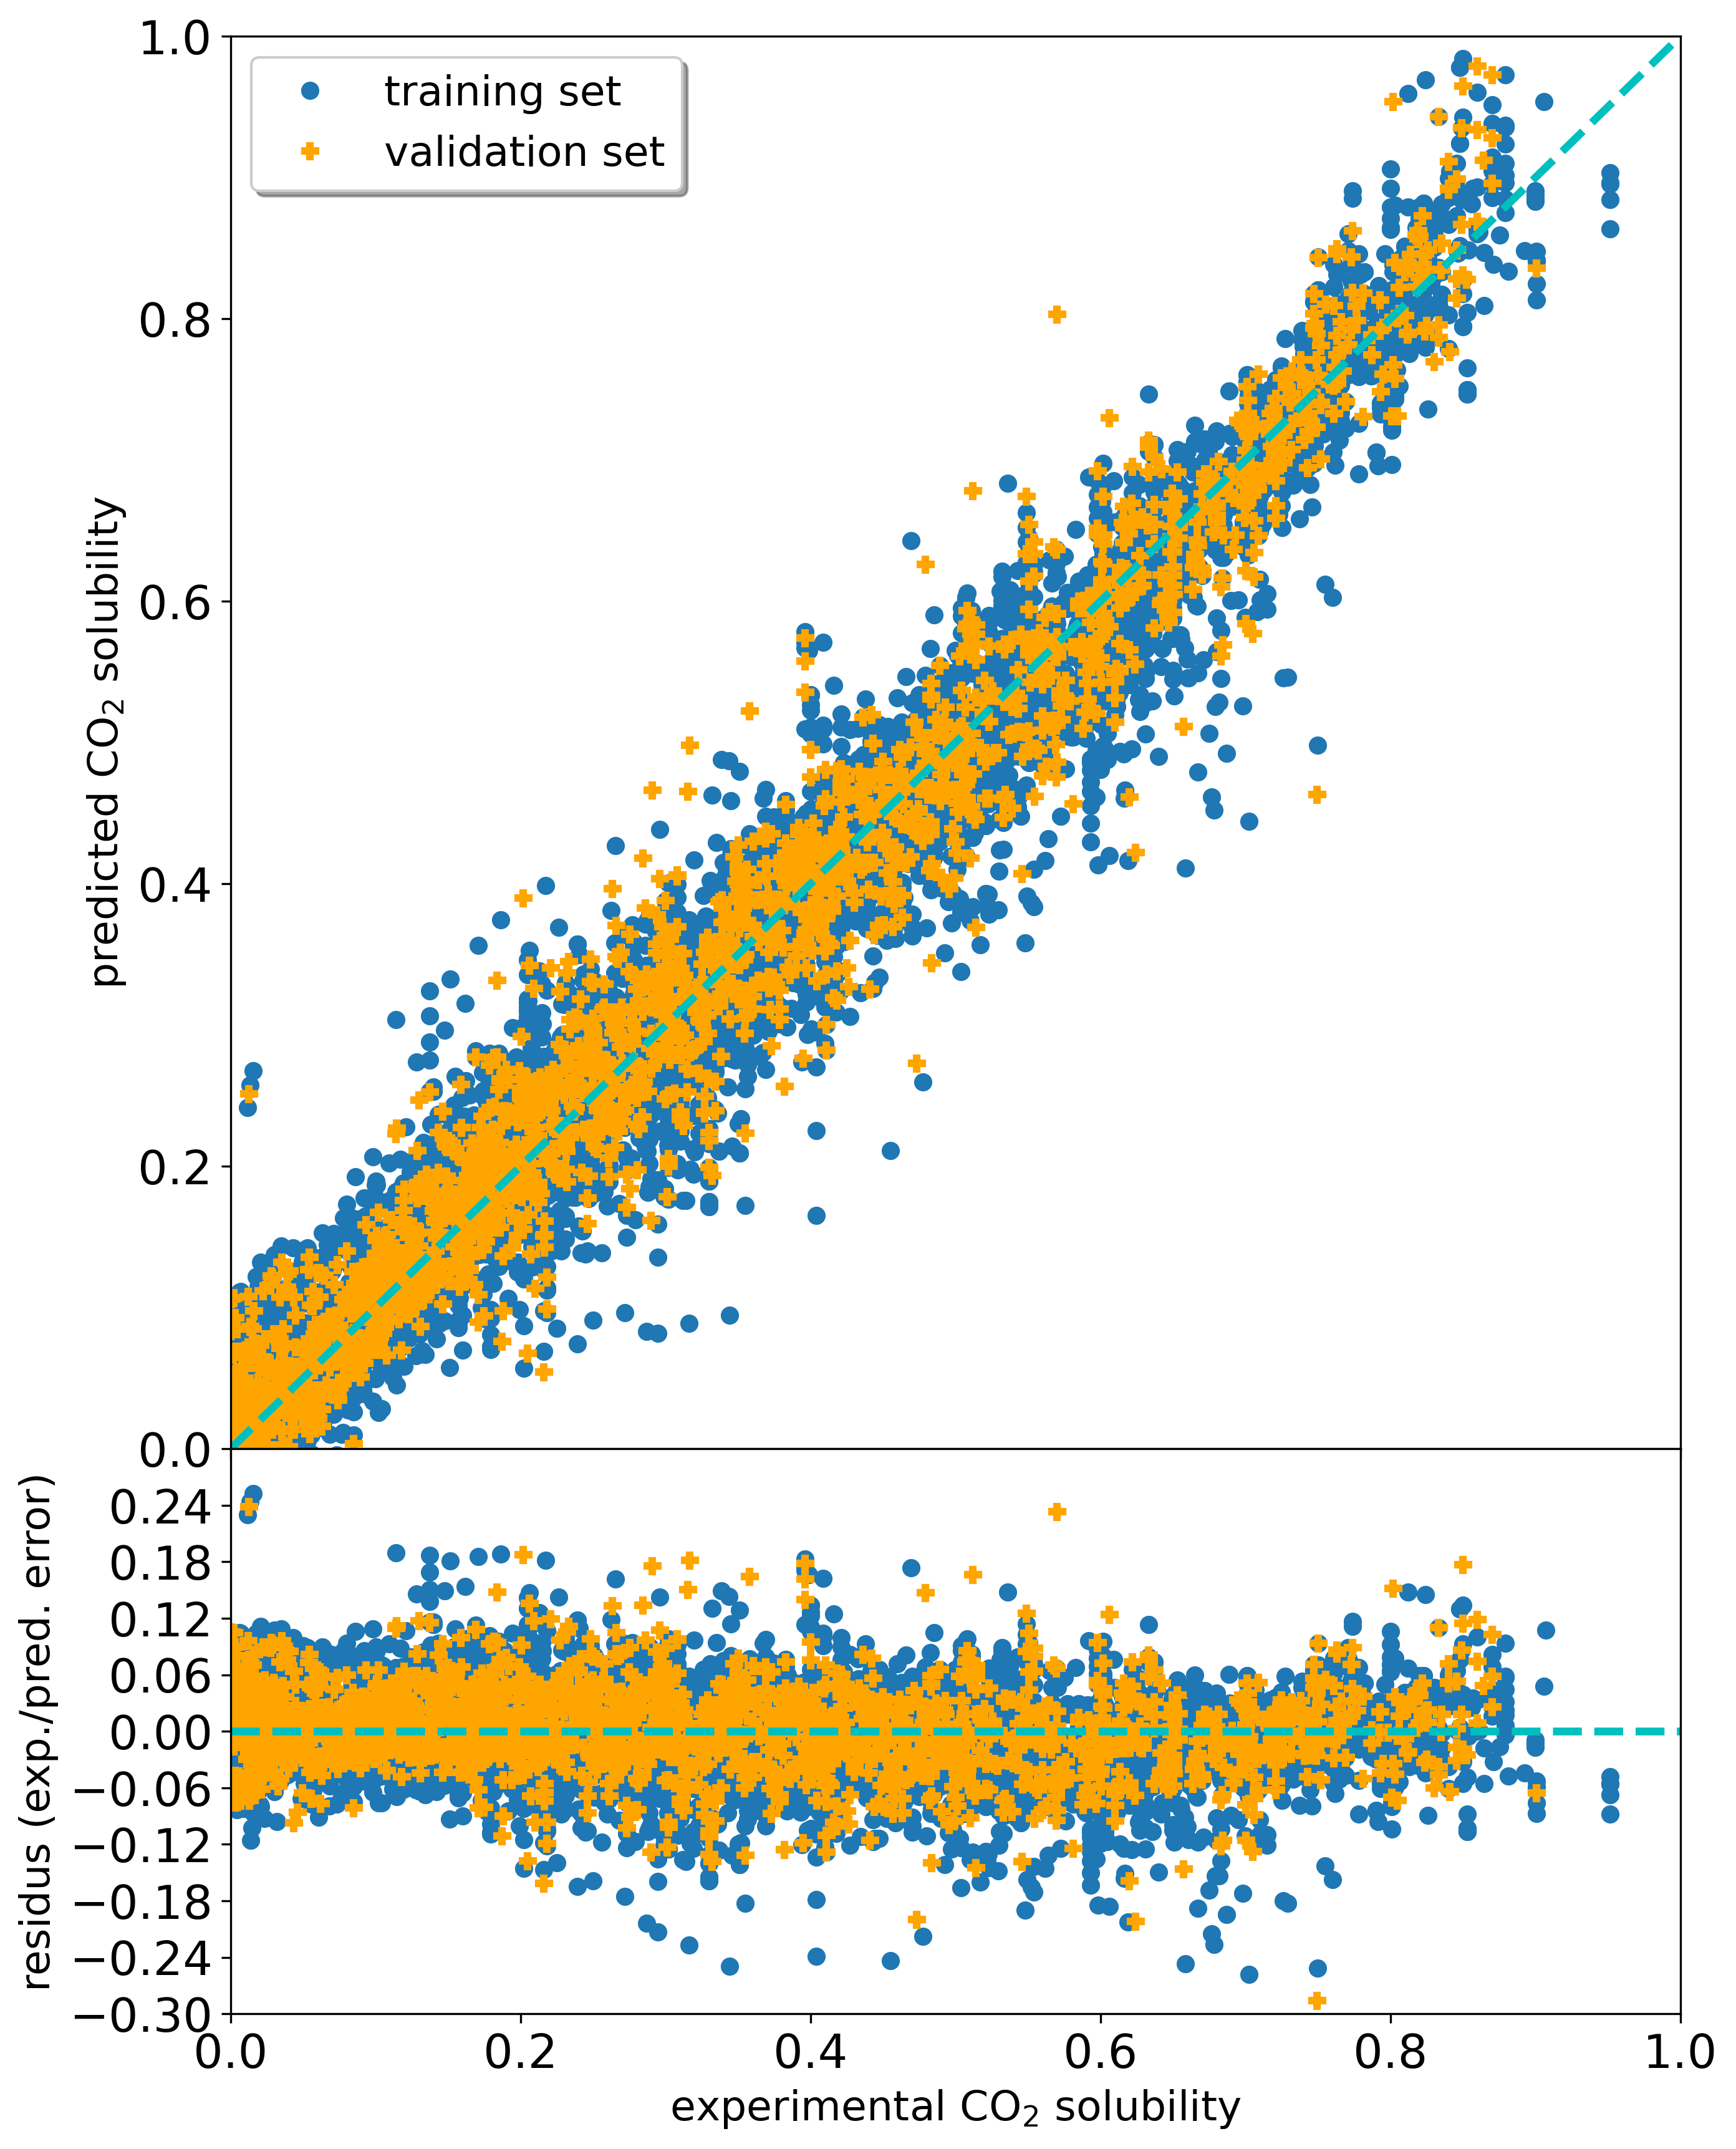 training set
validation set
predicted CO₂ solubility
1.0
0.8
0.6
0.4
0.2
0.0
residus (exp./pred. error)
0.24
0.18
0.12
0.06
0.00
−0.06
−0.12
−0.18
−0.24
−0.30
0.0 0.2 0.4 0.6 0.8 1.0
experimental CO₂ solubility